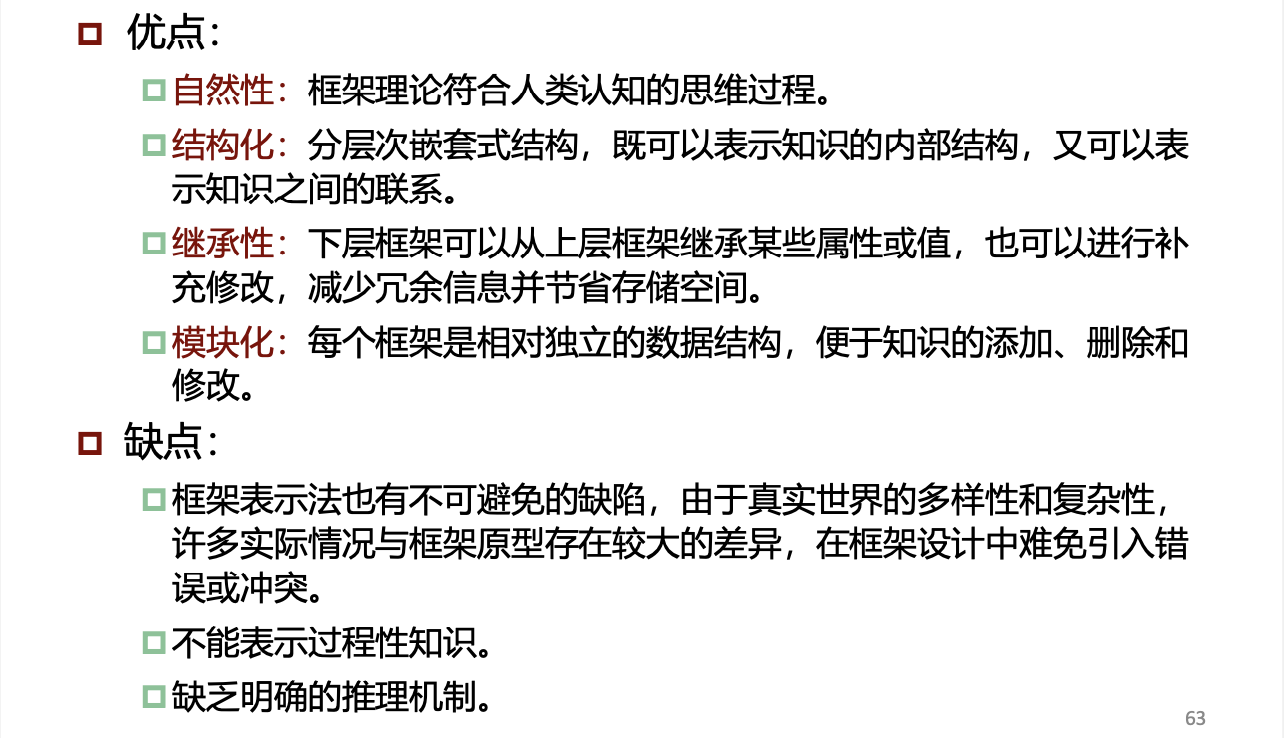 优点：
自然性：框架理论符合人类认知的思维过程。
结构化：分层次嵌套式结构，既可以表示知识的内部结构，又可以表
示知识之间的联系。
继承性：下层框架可以从上层框架继承某些属性或值，也可以进行补
充修改，减少冗余信息并节省存储空间。
模块化：每个框架是相对独立的数据结构，便于知识的添加、删除和
修改。
缺点：
框架表示法也有不可避免的缺陷，由于真实世界的多样性和复杂性，
许多实际情况与框架原型存在较大的差异，在框架设计中难免引入错
误或冲突。
不能表示过程性知识。
缺乏明确的推理机制。
63